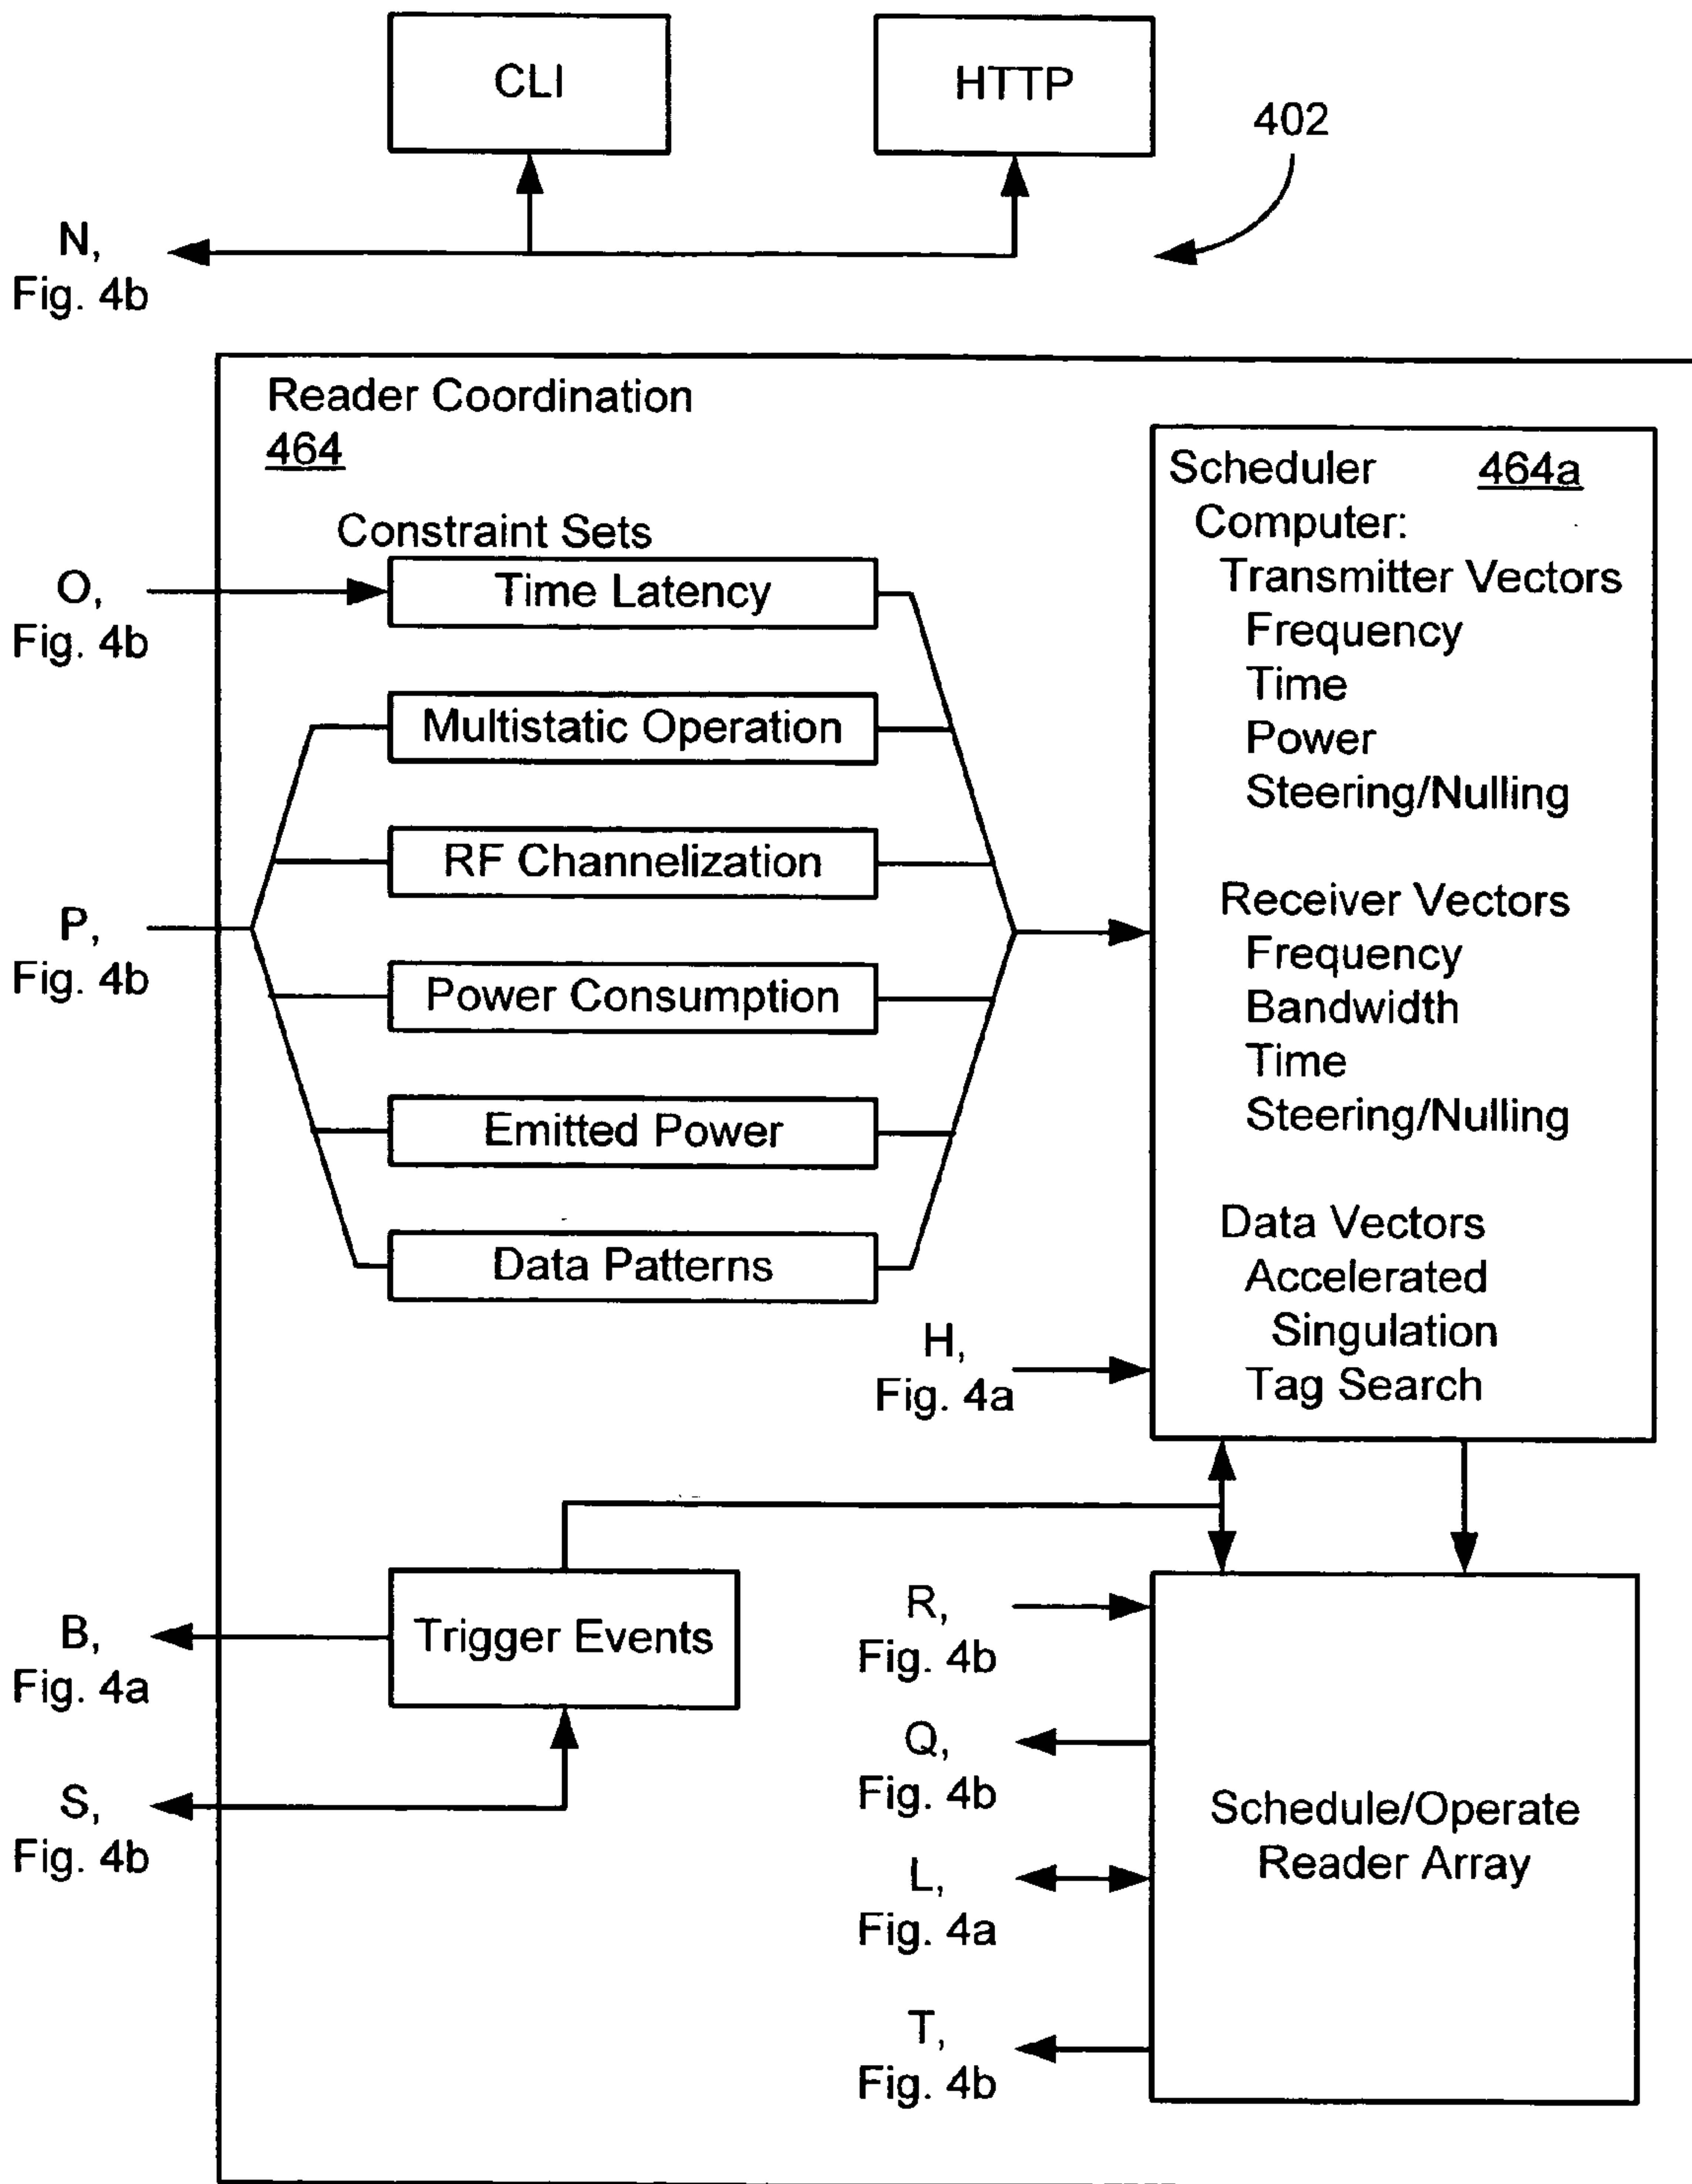 CLI
HTTP
402
N,
Fig. 4b
Reader Coordination
464
Constraint Sets
O,
Fig. 4b
Time Latency
Multistatic Operation
RF Channelization
P,
Fig. 4b
Power Consumption
Emitted Power
Data Patterns
Scheduler 464a
Computer:
Transmitter Vectors
Frequency
Time
Power
Steering/Nulling
Receiver Vectors
Frequency
Bandwidth
Time
Steering/Nulling
Data Vectors
Accelerated
Singulation
Tag Search
H,
Fig. 4a
Trigger Events
B,
Fig. 4a
S,
Fig. 4b
R,
Fig. 4b
Q,
Fig. 4b
L,
Fig. 4a
T,
Fig. 4b
Schedule/Operate
Reader Array